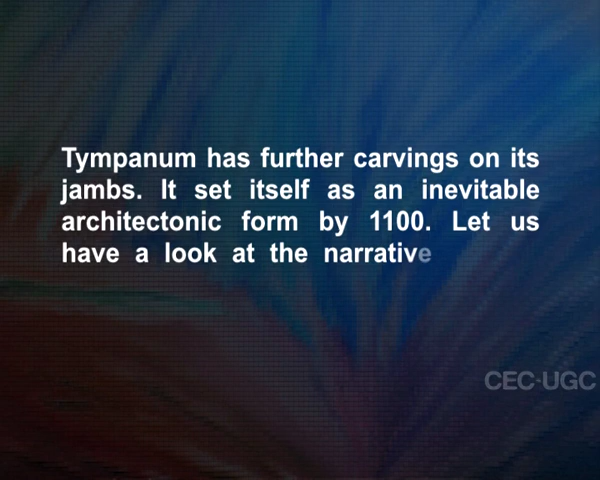 Tympanum has further carvings on its
jambs. It set itself as an inevitable
architectonic form by 1100. Let us
have a look at the narrative
CEC-UGC